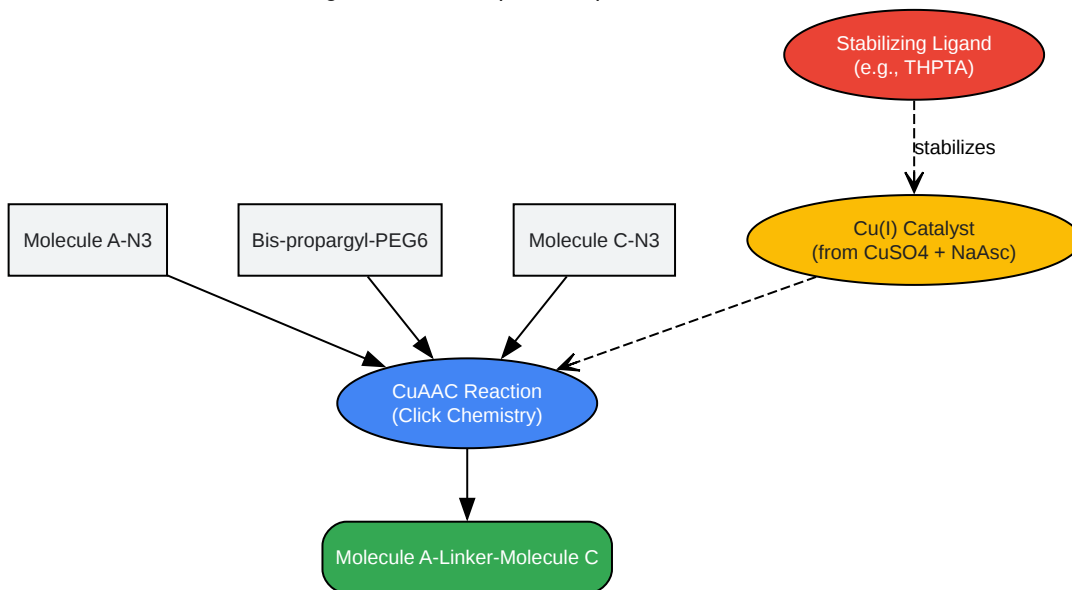 Stabilizing Ligand
(e.g., THPTA)
stabilizes
Molecule A-N3
Bis-propargyl-PEG6
Molecule C-N3
Cu(I) Catalyst
(from CuSO4 + NaAsc)
CuAAC Reaction
(Click Chemistry)
Molecule A-Linker-Molecule C